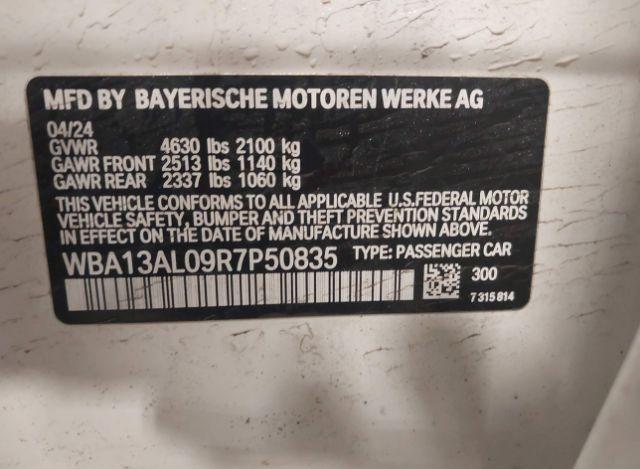 MFD BY BAYERISCHE MOTOREN WERKE AG
04/24
GVWR 4630 lbs 2100 kg
GAWR FRONT 2513 lbs 1140 kg
GAWR REAR 2337 lbs 1060 kg
THIS VEHICLE CONFORMS TO ALL APPLICABLE U.S.FEDERAL MOTOR
VEHICLE SAFETY, BUMPER AND THEFT PREVENTION STANDARDS
IN EFFECT ON THE DATE OF MANUFACTURE SHOWN ABOVE.
WBA13AL09R7P50835 TYPE: PASSENGER CAR
300
7 315 814